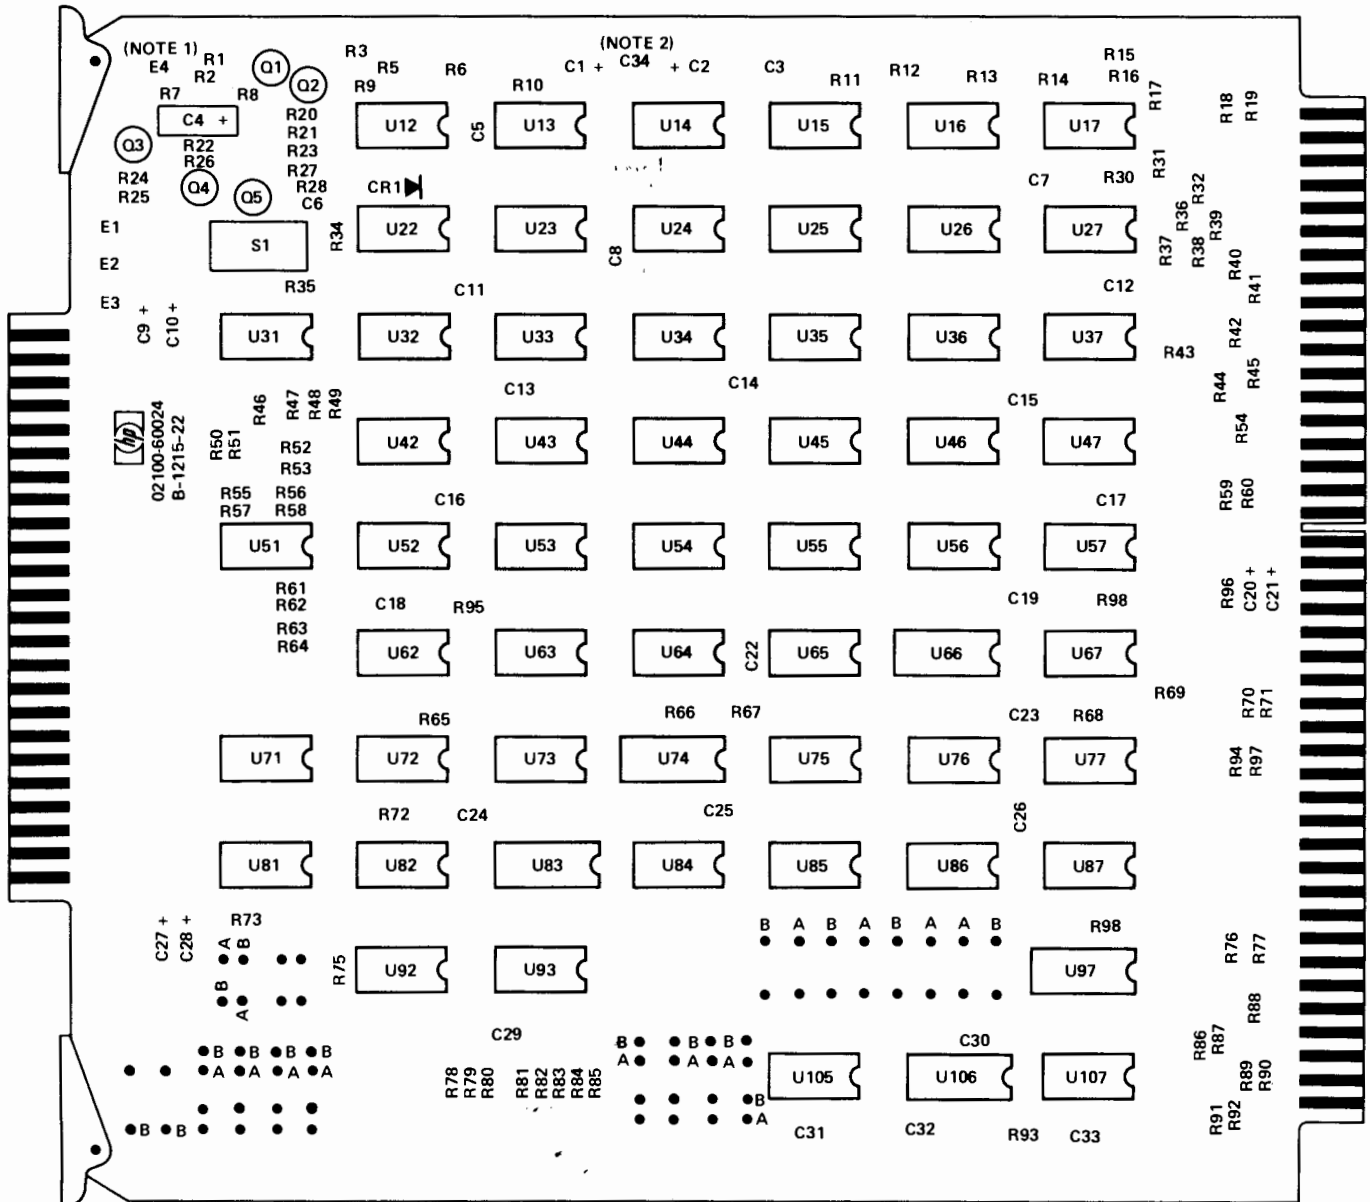 (NOTE 1)
(NOTE 2)
E4 R1 Q1 R3 C1 + C34 + C2 C3 R15
R2 Q2 R5 R6 R11 R12 R13 R14 R16
R7 R8 R9 R10 R17 R18 R19
C4 +
Q3 R20
R21
R22 R23
R26 R27
R24 Q4 R28
R25 Q5 C6
U12 C5 U13 U14 U15 U16 U17
CR1 C7 R30 R31 R32
E1 S1 R34 U22 U23 C8 U24 U25 U26 U27 R36 R39
E2 R37 R38 R40
R35 C11 C12 R41
E3 C9 + C10 +
U31 U32 U33 U34 U35 U36 U37 R42
R43
C13 C14 C15 R44 R45
R46 R47 R48 R49
hp
02100-60024
B-1215-22
R50 R51 R52
R53
U42 U43 U44 U45 U46 U47 R54
R55 R56 C16 C17 R59 R60
R57 R58
U51 U52 U53 U54 U55 U56 U57
R61
R62 C18 R95 C19 R98 R96 C20 + C21 +
R63
R64
U62 U63 U64 C22 U65 U66 U67
R65 R66 R67 C23 R68 R69 R70 R71
U71 U72 U73 U74 U75 U76 U77 R94 R97
R72 C24 C25 C26
U81 U82 U83 U84 U85 U86 U87
C27 + C28 + R73 B A B A B A A B R98
A B
R75 U92 U93 U97 R76 R77
B A
C29 C30 R88
B B B B B B B B R86 R87
A A A A A A A A
R78 R79 R80 R81 R82 R83 R84 R85
U105 U106 U107 R89 R90
B B B A
C31 C32 R93 C33 R91 R92